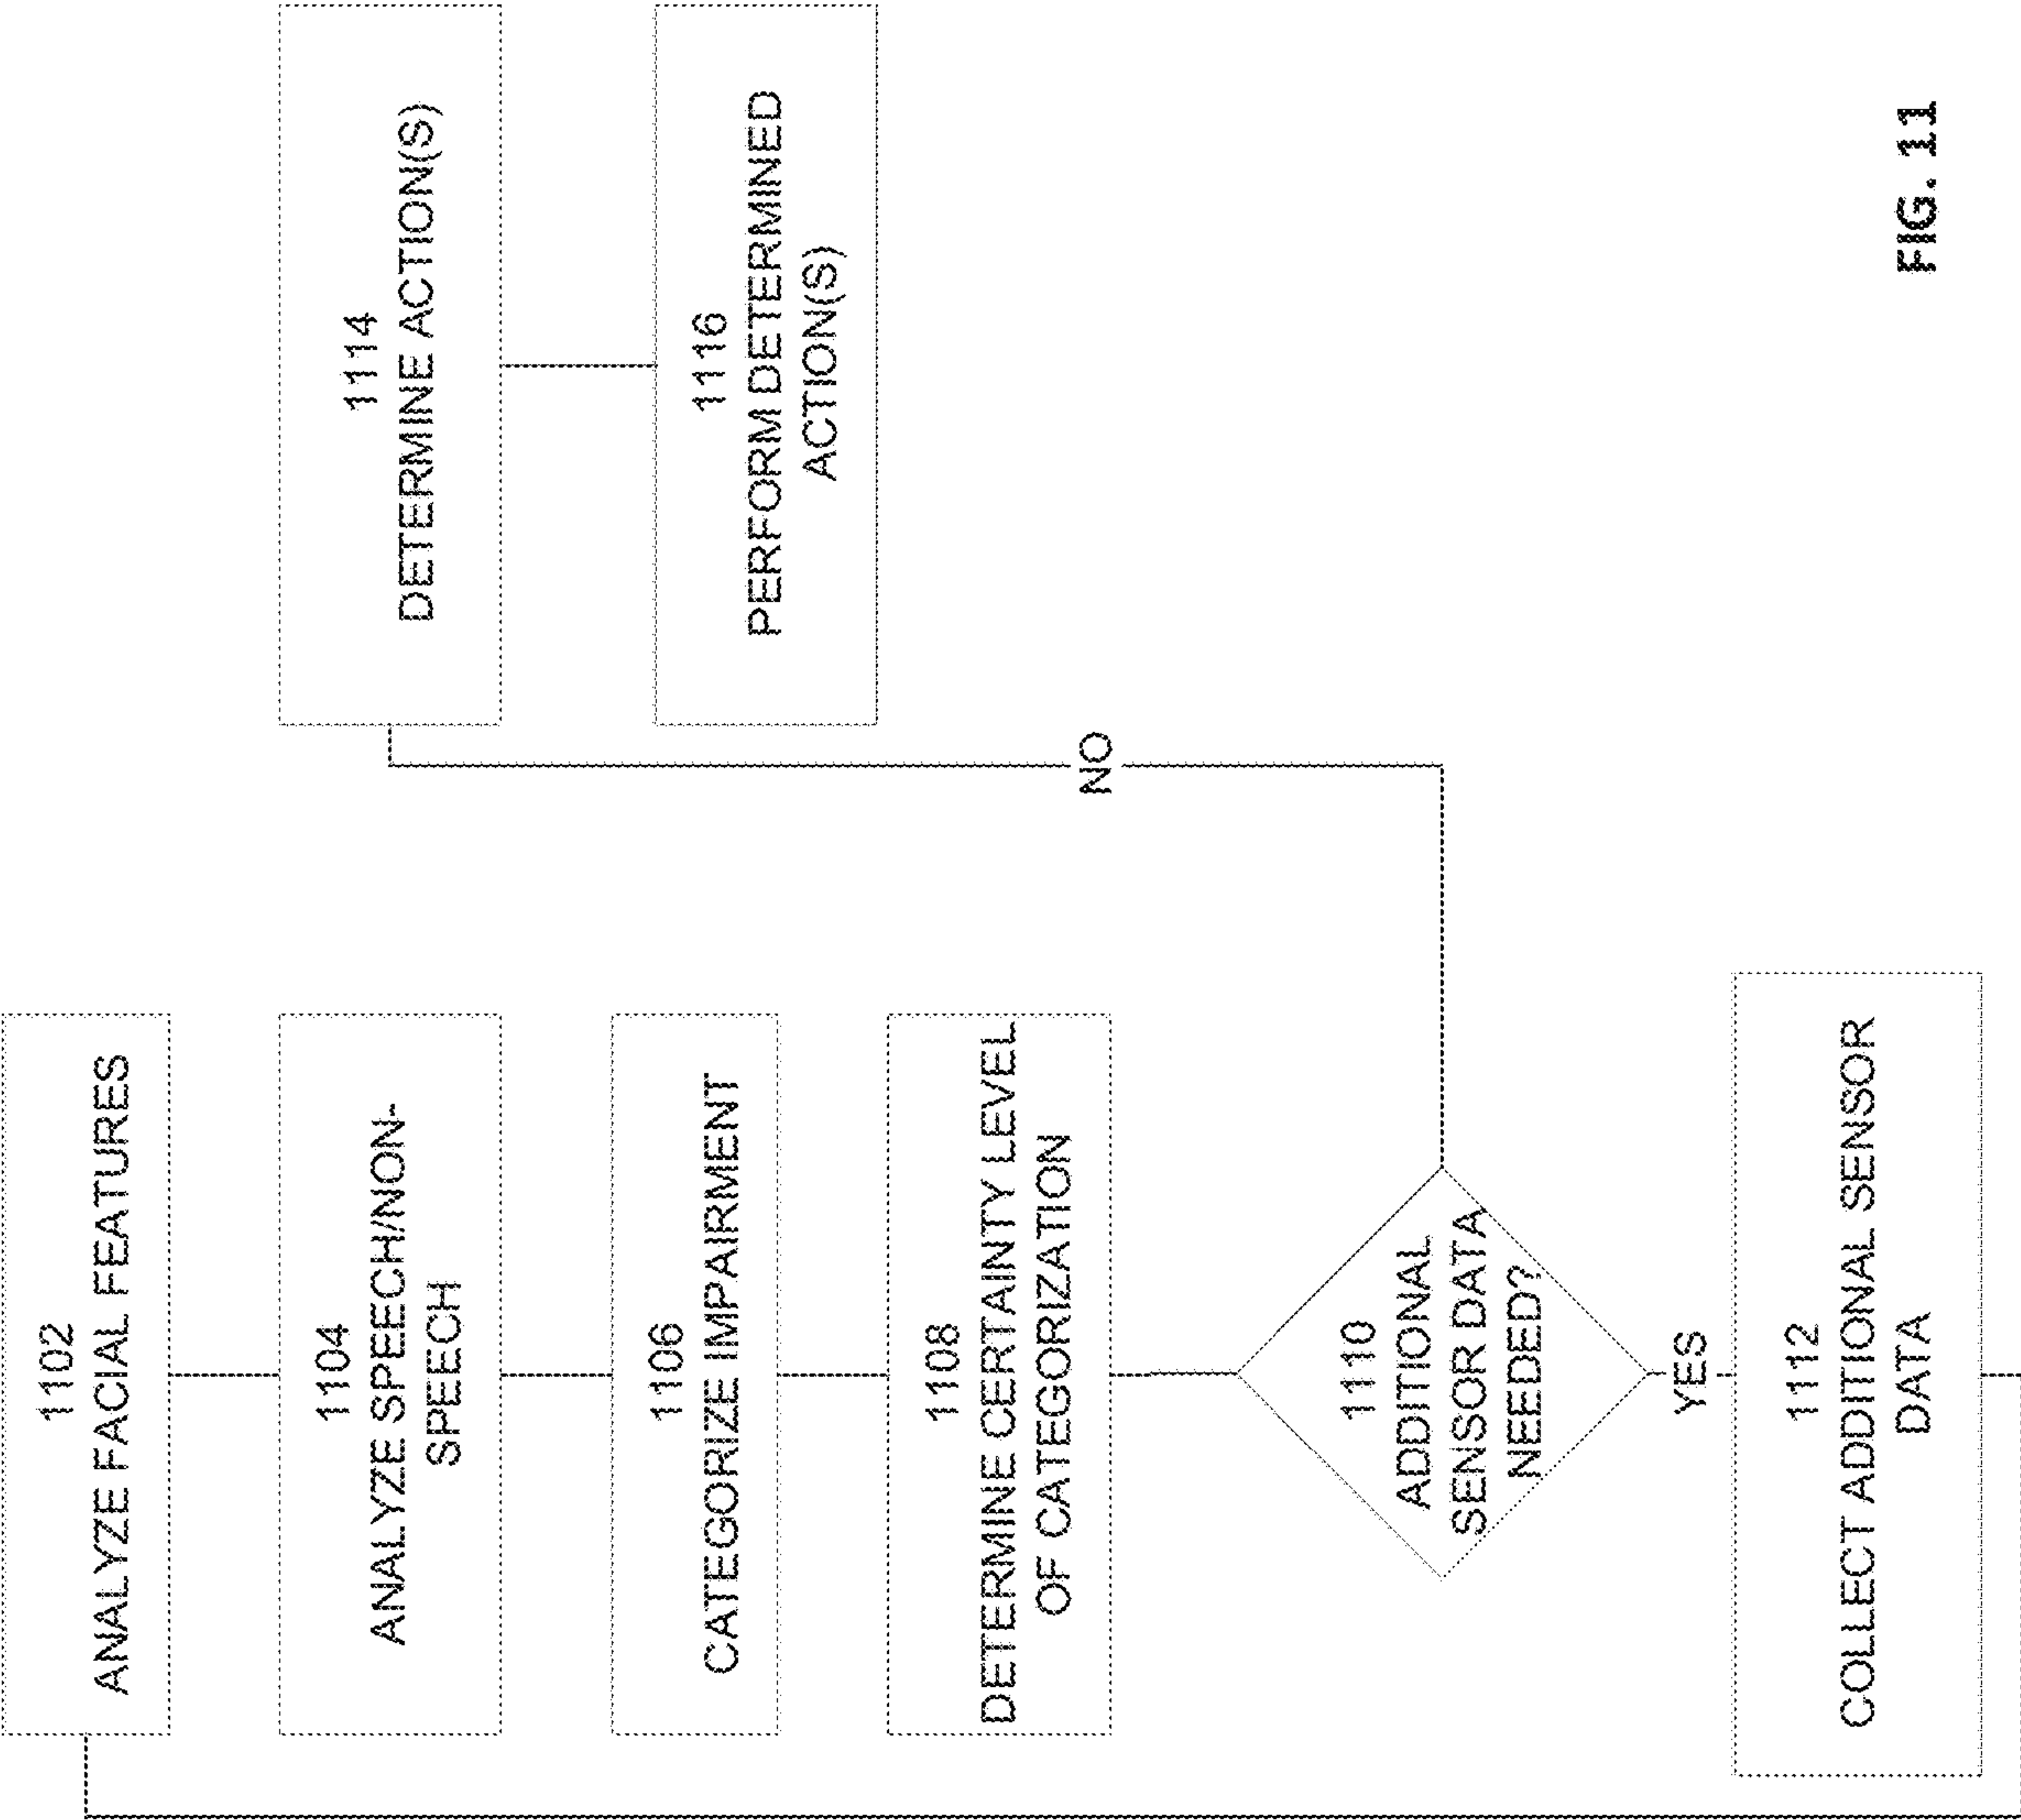 1102
ANALYZE FACIAL FEATURES
1104
ANALYZE SPEECH/NON-
SPEECH
1106
CATEGORIZE IMPAIRMENT
1108
DETERMINE CERTAINTY LEVEL
OF CATEGORIZATION
1110
ADDITIONAL
SENSOR DATA
NEEDED?
YES
1112
COLLECT ADDITIONAL SENSOR
DATA
NO
1114
DETERMINE ACTION(S)
1116
PERFORM DETERMINED
ACTION(S)
FIG. 11